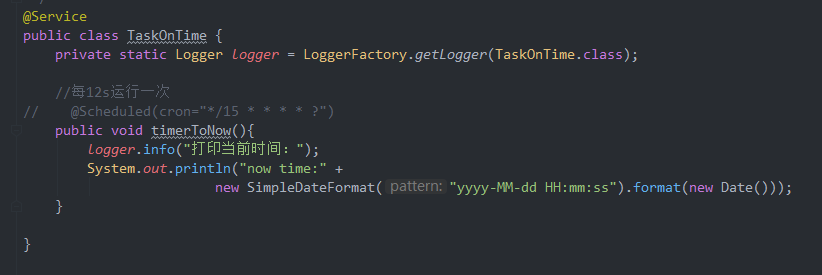 @Service
public class TaskOnTime {
    private static Logger logger = LoggerFactory.getLogger(TaskOnTime.class);
    //每12s运行一次
//    @Scheduled(cron="*/15 * * * * ?")
    public void timerToNow(){
        logger.info("打印当前时间：");
        System.out.println("now time:" +
                new SimpleDateFormat( pattern: "yyyy-MM-dd HH:mm:ss").format(new Date()));
    }
}